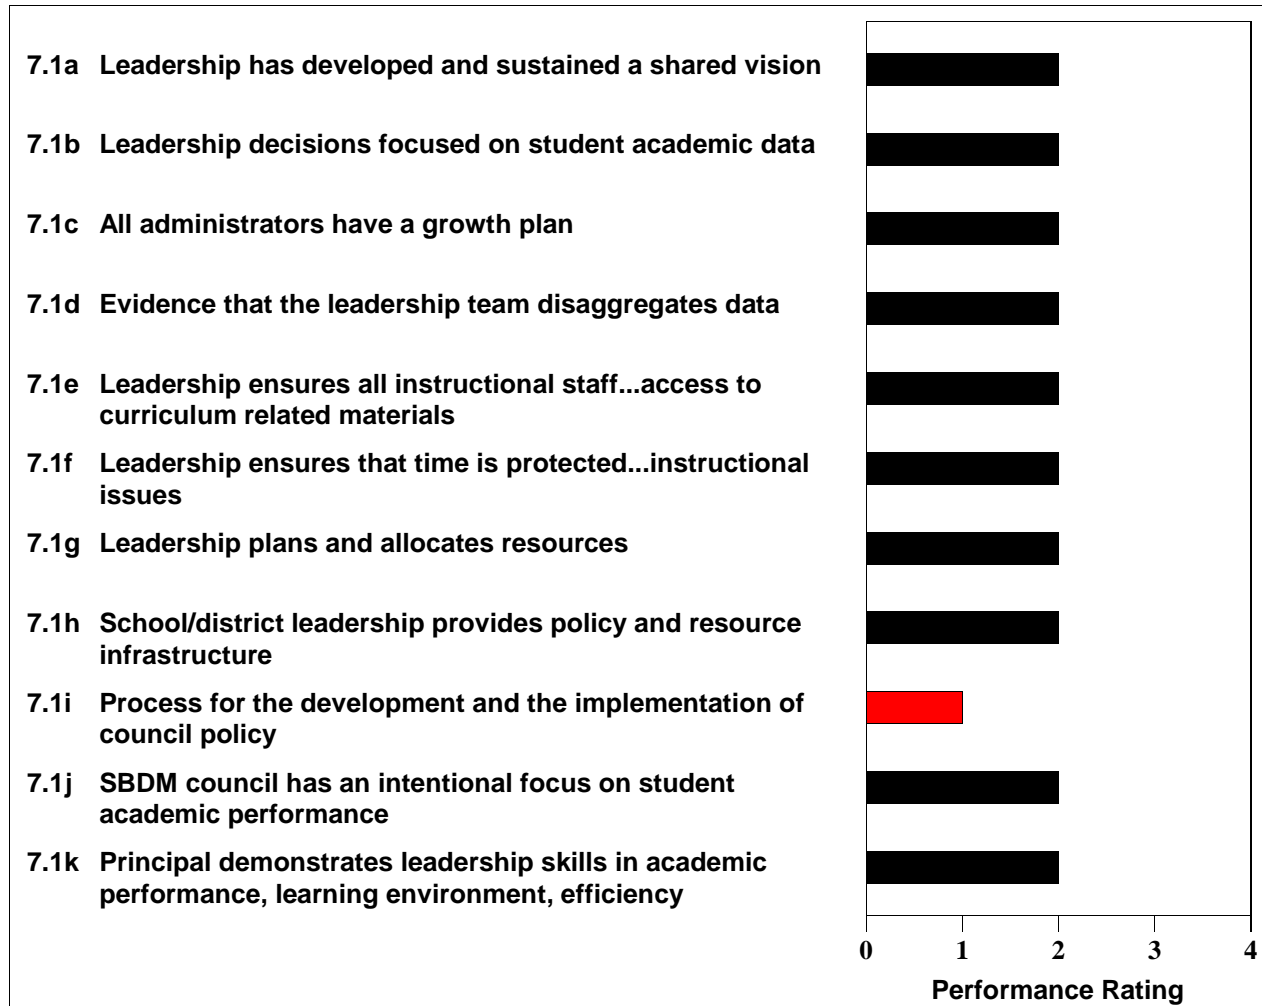 7.1a Leadership has developed and sustained a shared vision
7.1b Leadership decisions focused on student academic data
7.1c All administrators have a growth plan
7.1d Evidence that the leadership team disaggregates data
7.1e Leadership ensures all instructional staff...access to
curriculum related materials
7.1f Leadership ensures that time is protected...instructional
issues
7.1g Leadership plans and allocates resources
7.1h School/district leadership provides policy and resource
infrastructure
7.1i Process for the development and the implementation of
council policy
7.1j SBDM council has an intentional focus on student
academic performance
7.1k Principal demonstrates leadership skills in academic
performance, learning environment, efficiency
0 1 2 3 4
Performance Rating